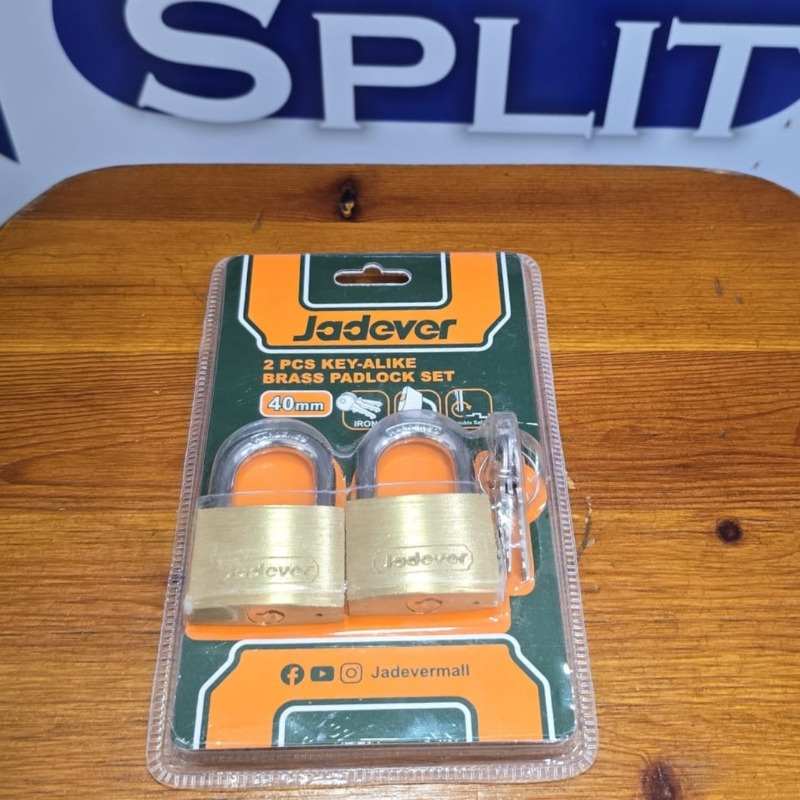 SPLIT
Jadever
2 PCS KEY-ALIKE
BRASS PADLOCK SET
40mm
IRON
Jadever
Jadever
Jadevermall